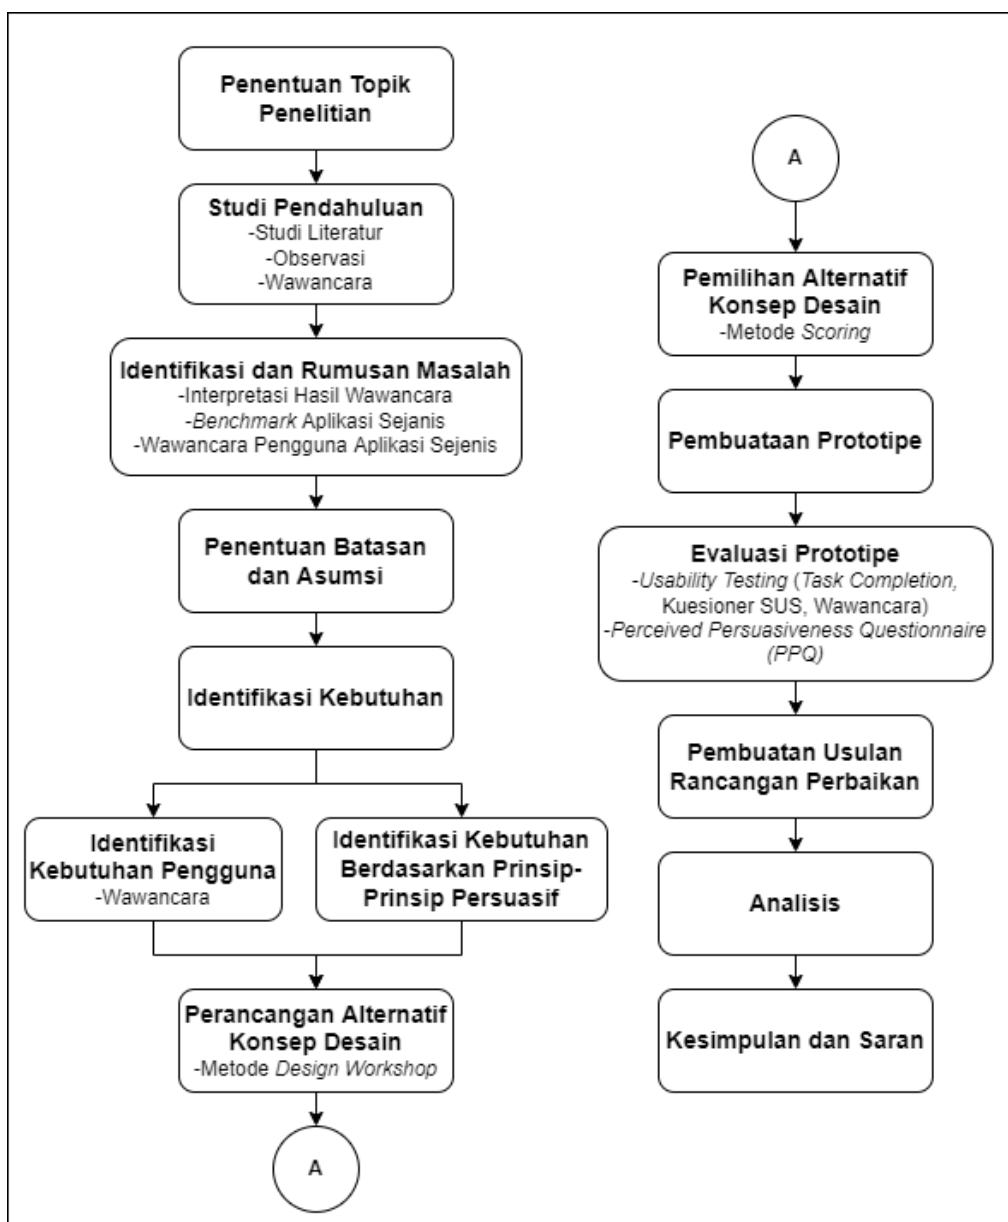 Penentuan Topik
Penelitian
Studi Pendahuluan
-Studi Literatur
-Observasi
-Wawancara
Identifikasi dan Rumusan Masalah
-Interpretasi Hasil Wawancara
-Benchmark Aplikasi Sejanis
-Wawancara Pengguna Aplikasi Sejenis
Penentuan Batasan
dan Asumsi
Identifikasi Kebutuhan
Identifikasi
Kebutuhan Pengguna
-Wawancara
Identifikasi Kebutuhan
Berdasarkan Prinsip-
Prinsip Persuasif
Perancangan Alternatif
Konsep Desain
-Metode Design Workshop
A
A
Pemilihan Alternatif
Konsep Desain
-Metode Scoring
Pembuataan Prototipe
Evaluasi Prototipe
-Usability Testing (Task Completion,
Kuesioner SUS, Wawancara)
-Perceived Persuasiveness Questionnaire
(PPQ)
Pembuatan Usulan
Rancangan Perbaikan
Analisis
Kesimpulan dan Saran